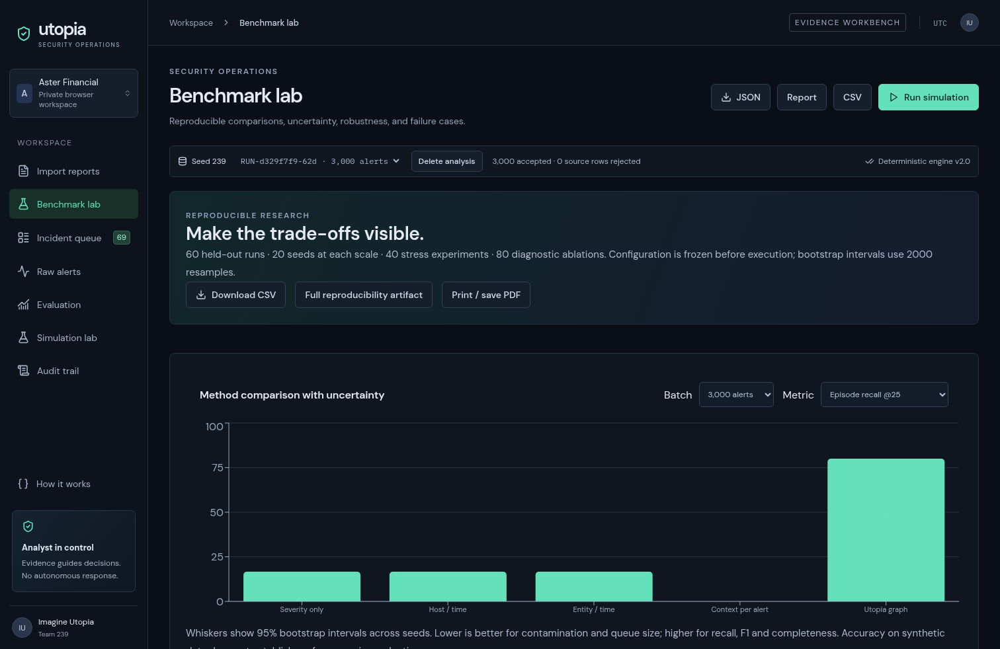 utopia
SECURITY OPERATIONS
A
Aster Financial
Private browser
workspace
WORKSPACE
Import reports
Benchmark lab
Incident queue 69
Raw alerts
Evaluation
Simulation lab
Audit trail
How it works
Analyst in control
Evidence guides decisions.
No autonomous response.
IU
Imagine Utopia
Team 239
Workspace > Benchmark lab
EVIDENCE WORKBENCH
UTC
IU
SECURITY OPERATIONS
Benchmark lab
Reproducible comparisons, uncertainty, robustness, and failure cases.
JSON
Report
CSV
Run simulation
Seed 239
RUN-d329f7f9-62d · 3,000 alerts
Delete analysis
3,000 accepted · 0 source rows rejected
Deterministic engine v2.0
REPRODUCIBLE RESEARCH
Make the trade-offs visible.
60 held-out runs · 20 seeds at each scale · 40 stress experiments · 80 diagnostic ablations. Configuration is frozen before execution; bootstrap intervals use 2000
resamples.
Download CSV
Full reproducibility artifact
Print / save PDF
Method comparison with uncertainty
Batch
3,000 alerts
Metric
Episode recall @25
100
75
50
25
0
Severity only
Host / time
Entity / time
Context per alert
Utopia graph
Whiskers show 95% bootstrap intervals across seeds. Lower is better for contamination and queue size; higher for recall, F1 and completeness. Accuracy on synthetic